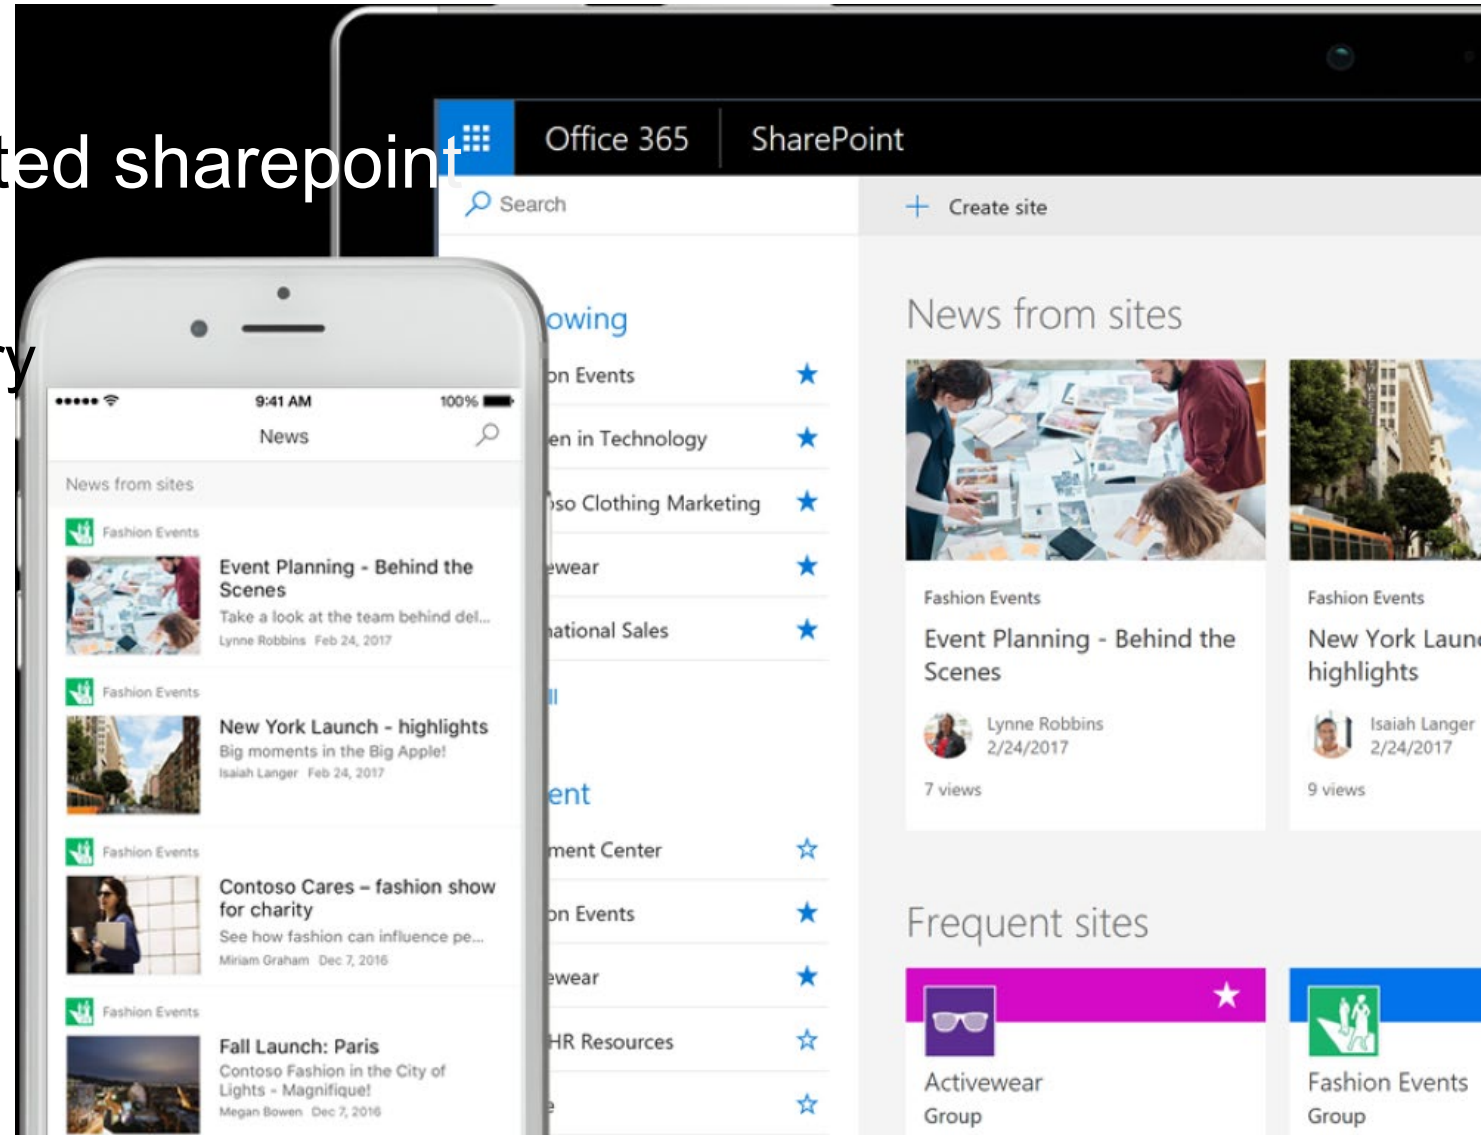 sharepoint
ry
Office 365
SharePoint
Search
Create site
owing
on Events
en in Technology
so Clothing Marketing
ewear
national Sales
ll
ent
ment Center
on Events
ewear
HR Resources
e
News from sites
Fashion Events
Event Planning - Behind the
Scenes
Lynne Robbins
2/24/2017
7 views
Fashion Events
New York Laun
highlights
Isaiah Langer
2/24/2017
9 views
Frequent sites
Activewear
Group
Fashion Events
Group
9:41 AM
100%
News
News from sites
Fashion Events
Event Planning - Behind the
Scenes
Take a look at the team behind del...
Lynne Robbins Feb 24, 2017
Fashion Events
New York Launch - highlights
Big moments in the Big Apple!
Isaiah Langer Feb 24, 2017
Fashion Events
Contoso Cares – fashion show
for charity
See how fashion can influence pe...
Miriam Graham Dec 7, 2016
Fashion Events
Fall Launch: Paris
Contoso Fashion in the City of
Lights - Magnifique!
Megan Bowen Dec 7, 2016